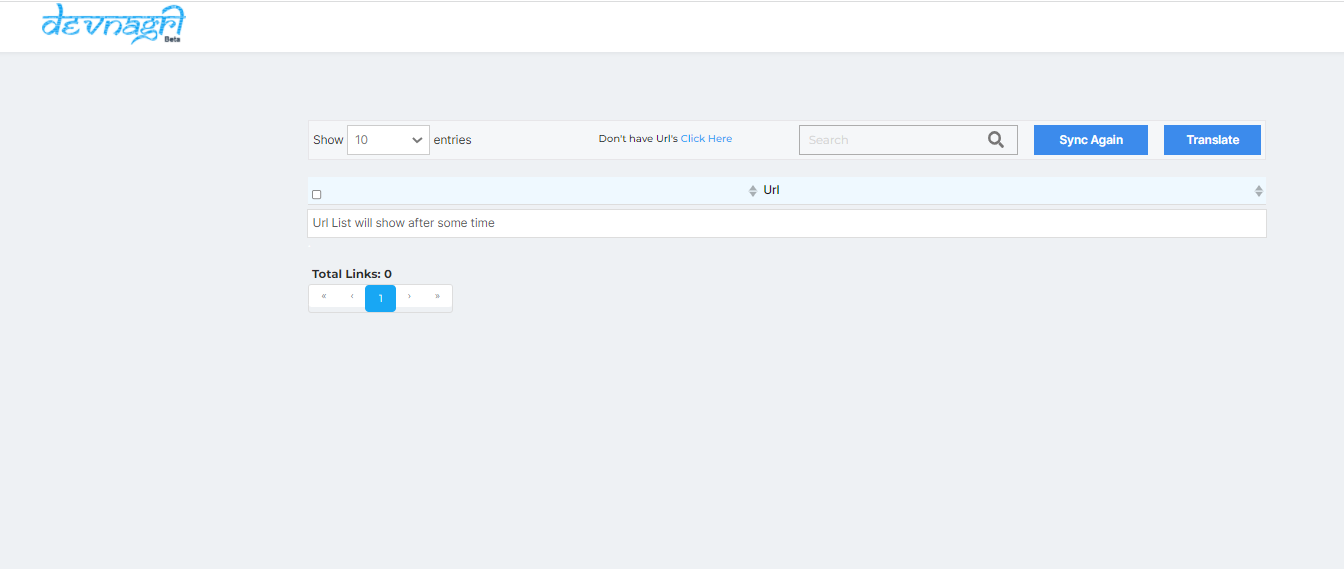 devnagri
Beta
Show 10 entries Don't have Url's Click Here Search Sync Again Translate
Url
Url List will show after some time
Total Links: 0
« ‹ 1 › »